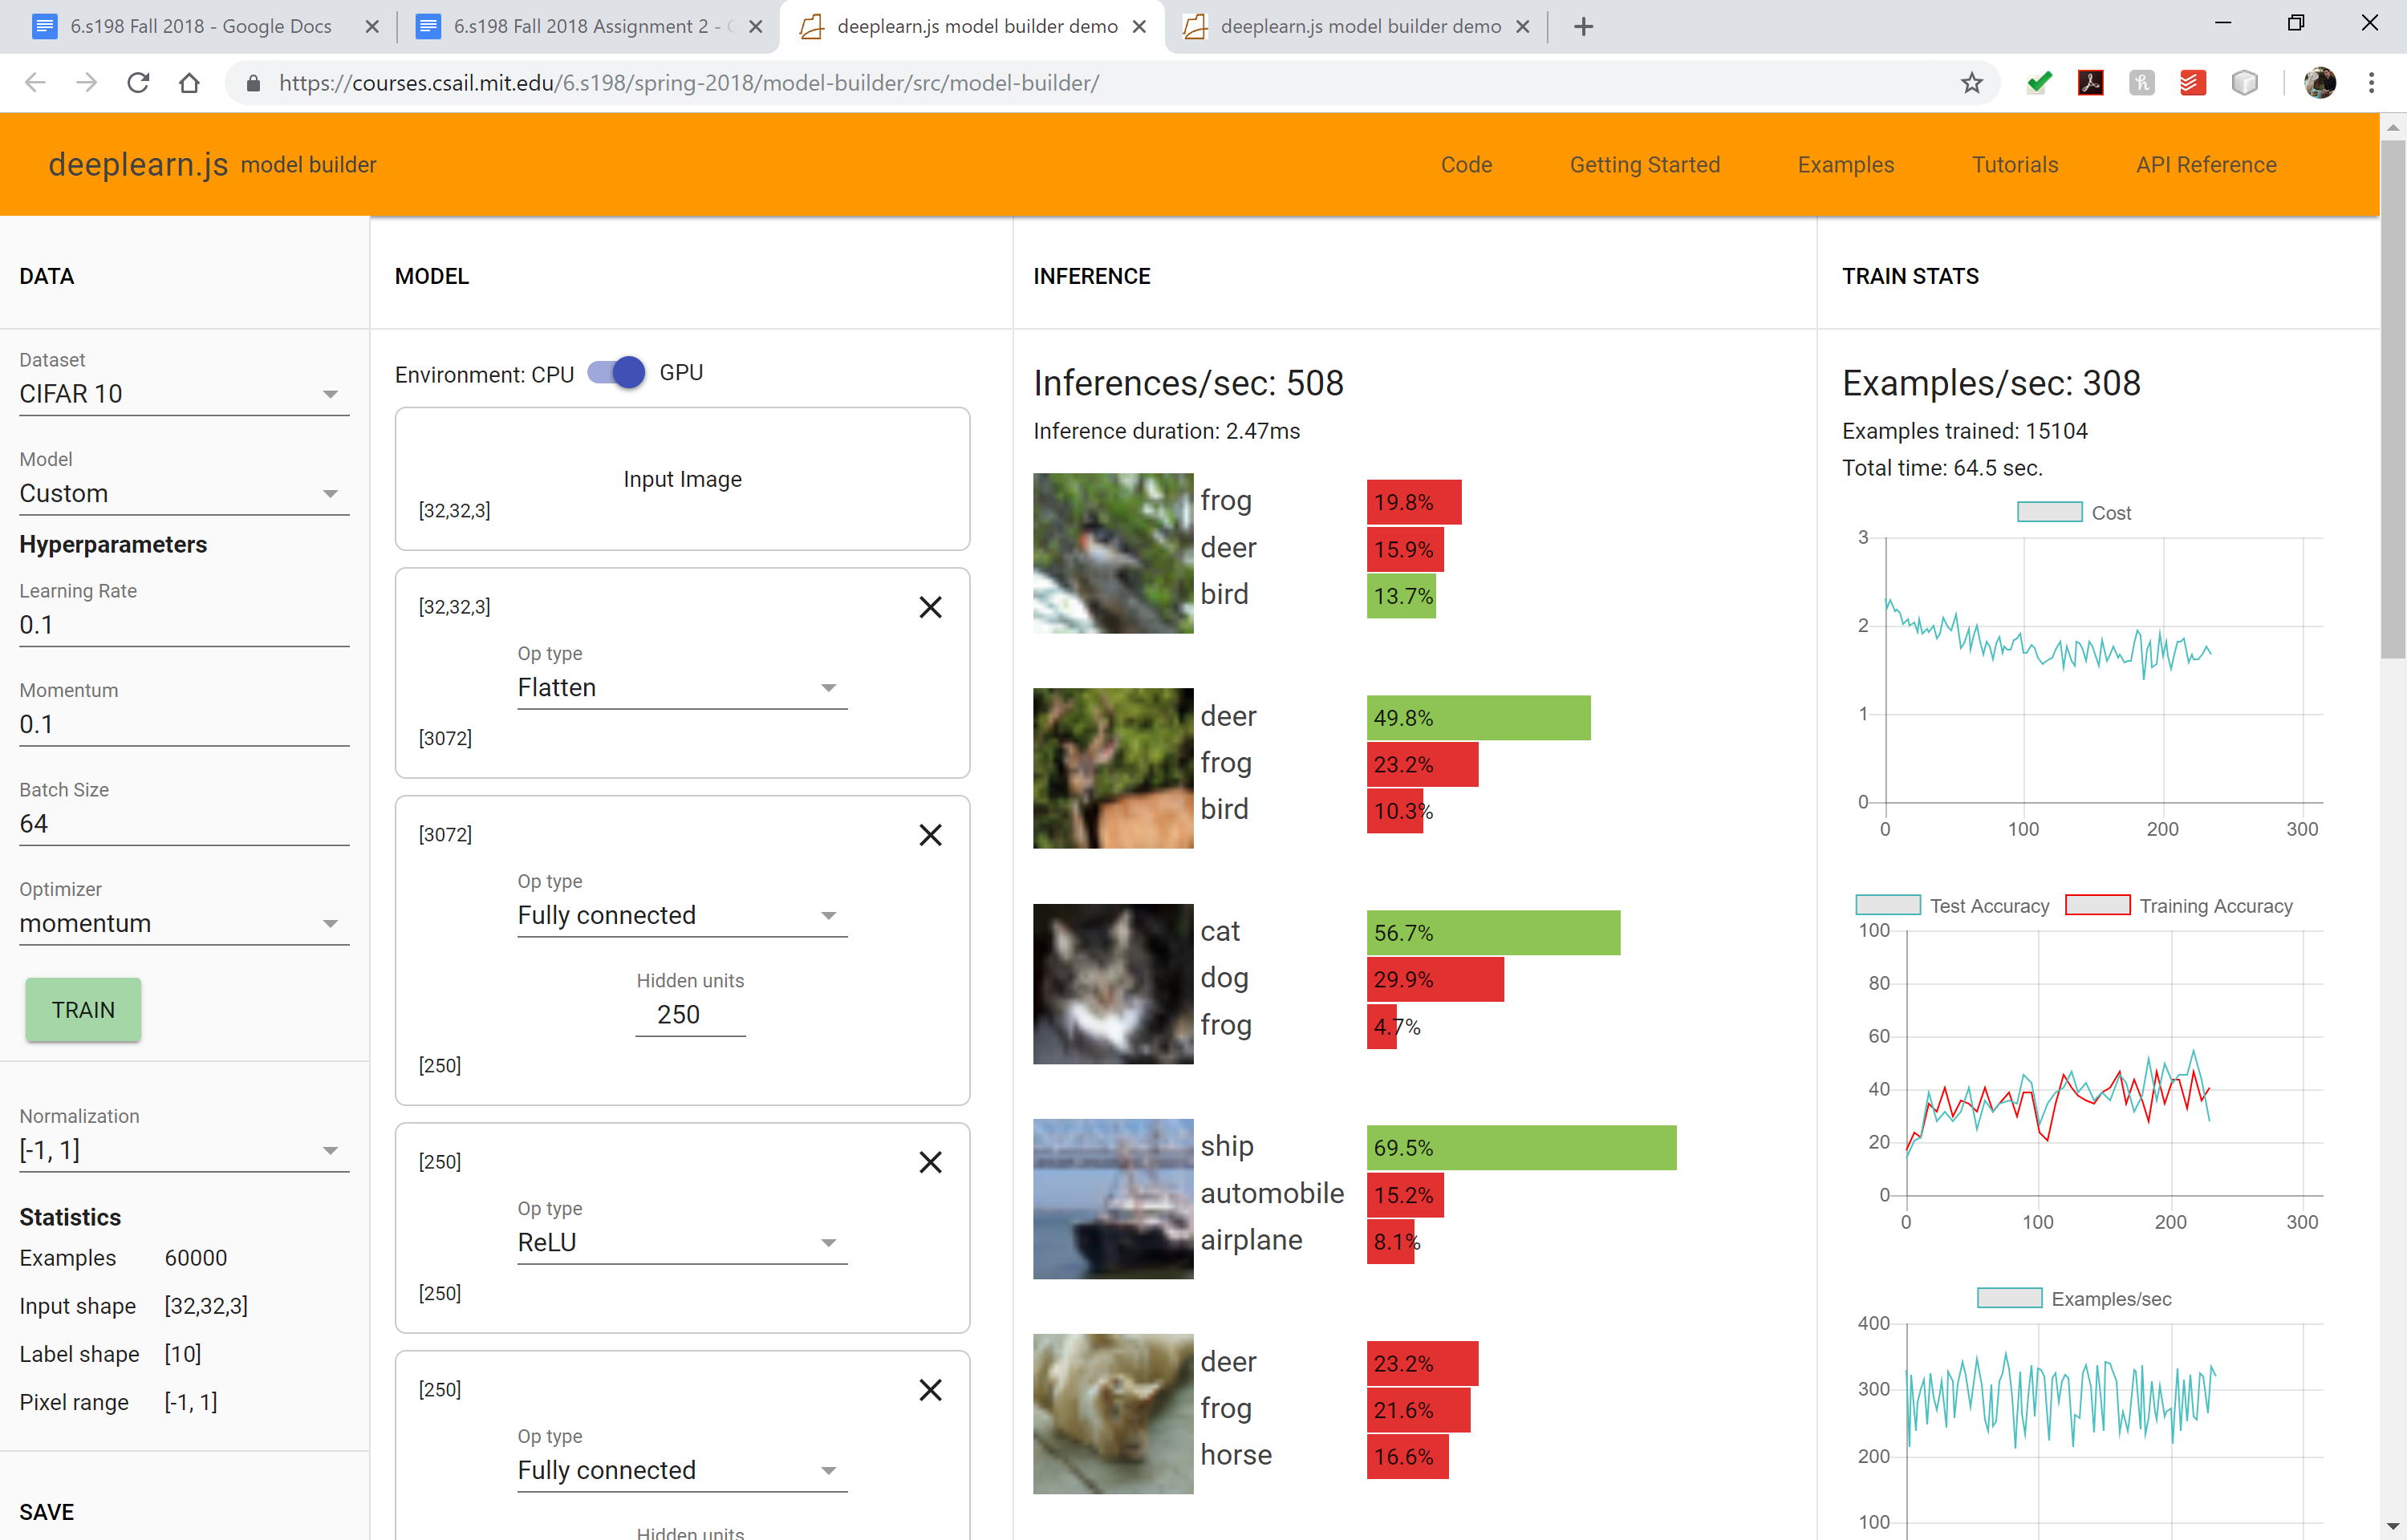 6.s198 Fall 2018 - Google Docs
6.s198 Fall 2018 Assignment 2 -
deeplearn.js model builder demo
deeplearn.js model builder demo
https://courses.csail.mit.edu/6.s198/spring-2018/model-builder/src/model-builder/
deeplearn.js model builder
Code
Getting Started
Examples
Tutorials
API Reference
DATA
Dataset
CIFAR 10
Model
Custom
Hyperparameters
Learning Rate
0.1
Momentum
0.1
Batch Size
64
Optimizer
momentum
TRAIN
Normalization
[-1, 1]
Statistics
Examples 60000
Input shape [32,32,3]
Label shape [10]
Pixel range [-1, 1]
SAVE
MODEL
Environment: CPU GPU
Input Image
[32,32,3]
[32,32,3]
Op type
Flatten
[3072]
[3072]
Op type
Fully connected
Hidden units
250
[250]
[250]
Op type
ReLU
[250]
[250]
Op type
Fully connected
Hidden units
INFERENCE
Inferences/sec: 508
Inference duration: 2.47ms
frog 19.8%
deer 15.9%
bird 13.7%
deer 49.8%
frog 23.2%
bird 10.3%
cat 56.7%
dog 29.9%
frog 4.7%
ship 69.5%
automobile 15.2%
airplane 8.1%
deer 23.2%
frog 21.6%
horse 16.6%
TRAIN STATS
Examples/sec: 308
Examples trained: 15104
Total time: 64.5 sec.
Cost
3
2
1
0
0 100 200 300
Test Accuracy Training Accuracy
100
80
60
40
20
0
0 100 200 300
Examples/sec
400
300
200
100